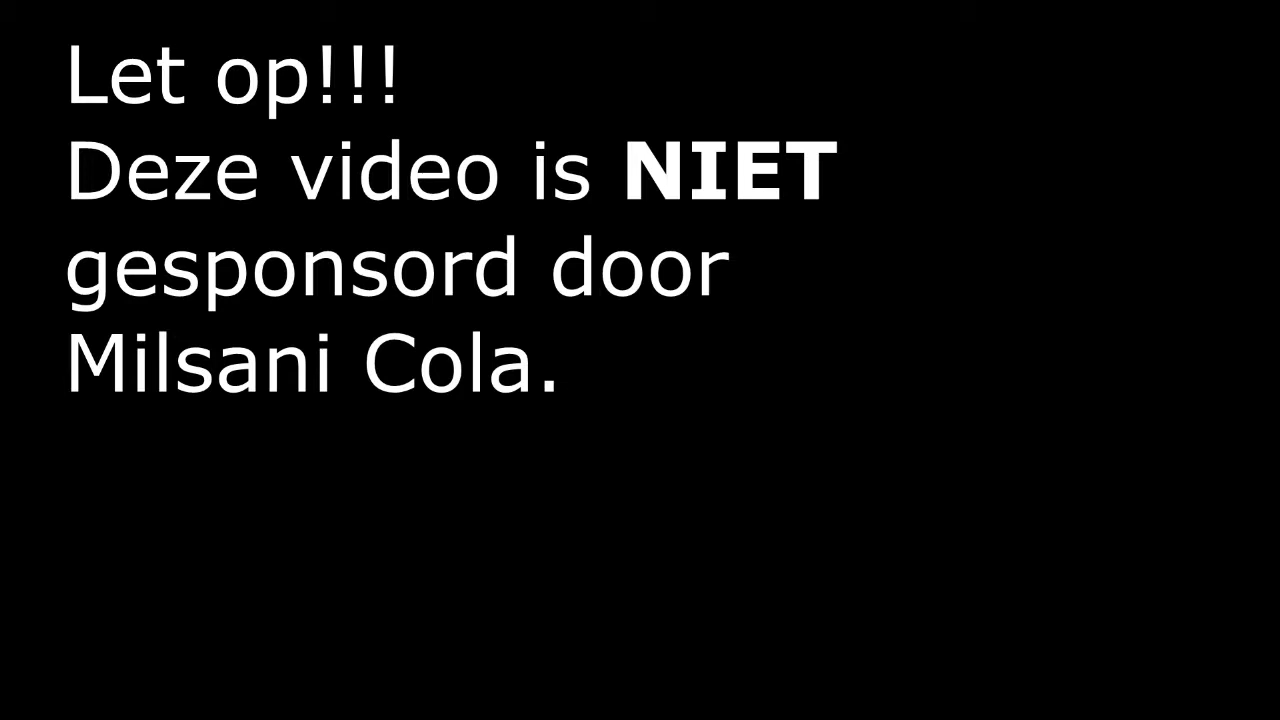 Let op!!!
Deze video is NIET
gesponsord door
Milsani Cola.